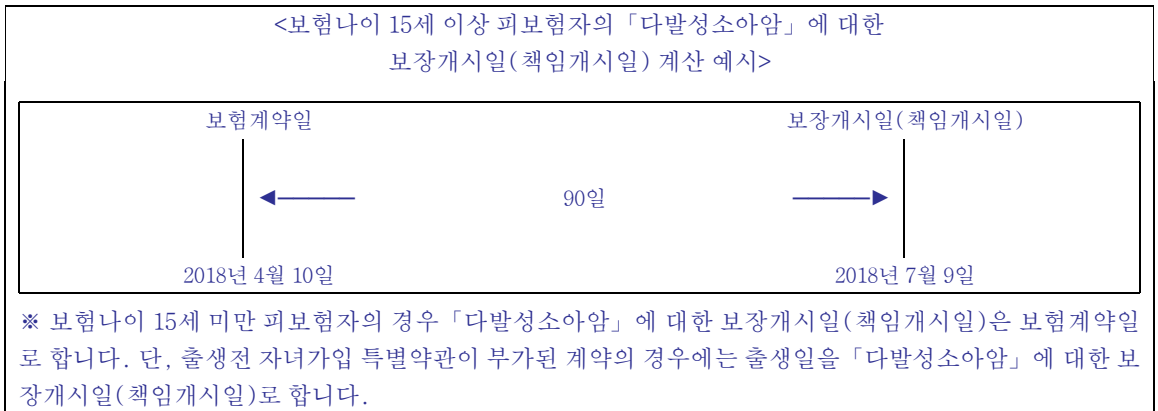 <보험나이 15세 이상 피보험자의「다발성소아암」에 대한
보장개시일(책임개시일) 계산 예시>
보험계약일 보장개시일(책임개시일)
90일
2018년 4월 10일 2018년 7월 9일
※ 보험나이 15세 미만 피보험자의 경우「다발성소아암」에 대한 보장개시일(책임개시일)은 보험계약일
로 합니다. 단, 출생전 자녀가입 특별약관이 부가된 계약의 경우에는 출생일을「다발성소아암」에 대한 보
장개시일(책임개시일)로 합니다.